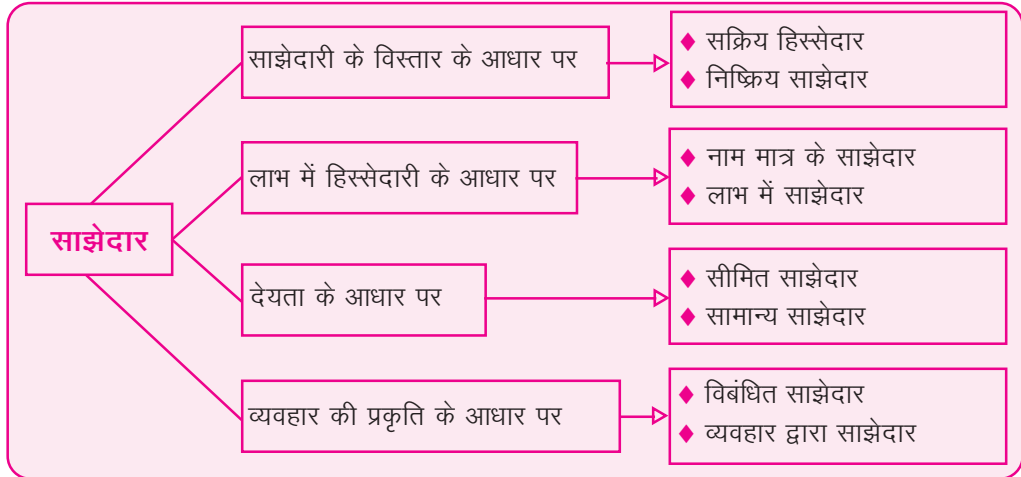 साझेदार
साझेदारी के विस्तार के आधार पर
♦ सक्रिय हिस्सेदार
♦ निष्क्रिय साझेदार
लाभ में हिस्सेदारी के आधार पर
♦ नाम मात्र के साझेदार
♦ लाभ में साझेदार
देयता के आधार पर
♦ सीमित साझेदार
♦ सामान्य साझेदार
व्यवहार की प्रकृति के आधार पर
♦ विबंधित साझेदार
♦ व्यवहार द्वारा साझेदार